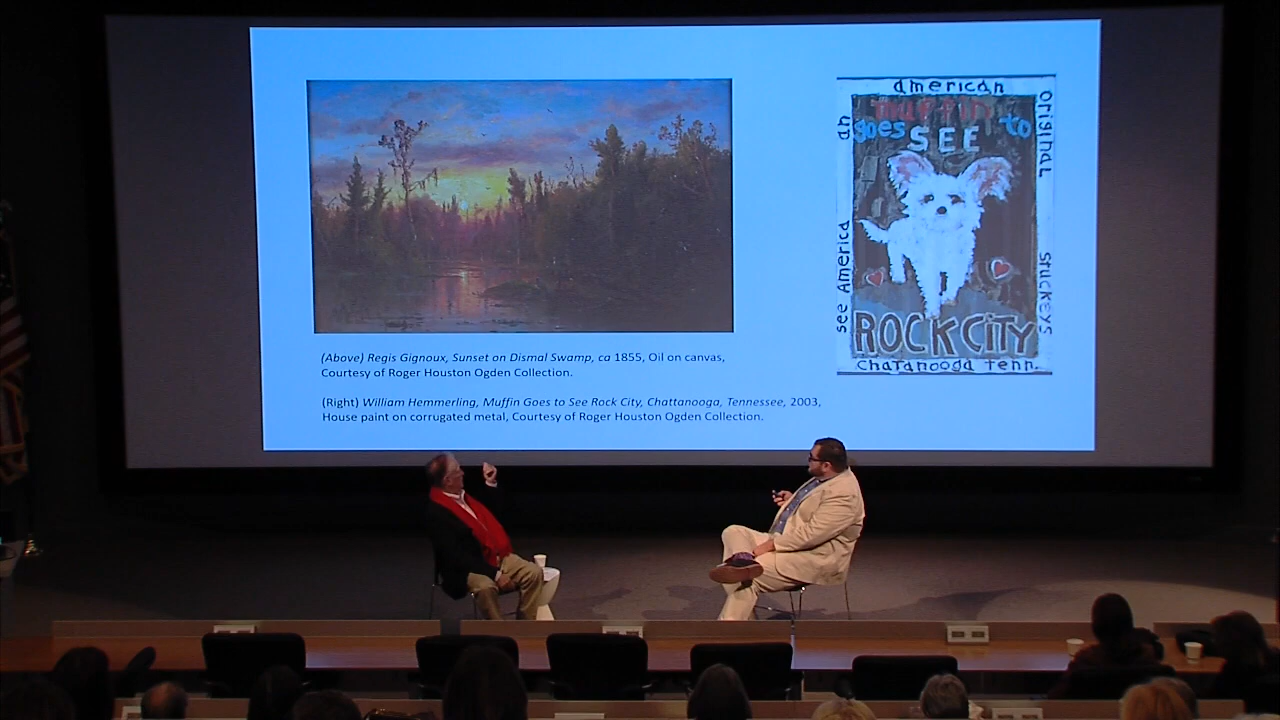 american
an
original
muffin
goes to
SEE
see America
stuckeys
ROCK CITY
Chatanooga tenn.
(Above) Regis Gignoux, Sunset on Dismal Swamp, ca 1855, Oil on canvas,
Courtesy of Roger Houston Ogden Collection.
(Right) William Hemmerling, Muffin Goes to See Rock City, Chattanooga, Tennessee, 2003,
House paint on corrugated metal, Courtesy of Roger Houston Ogden Collection.